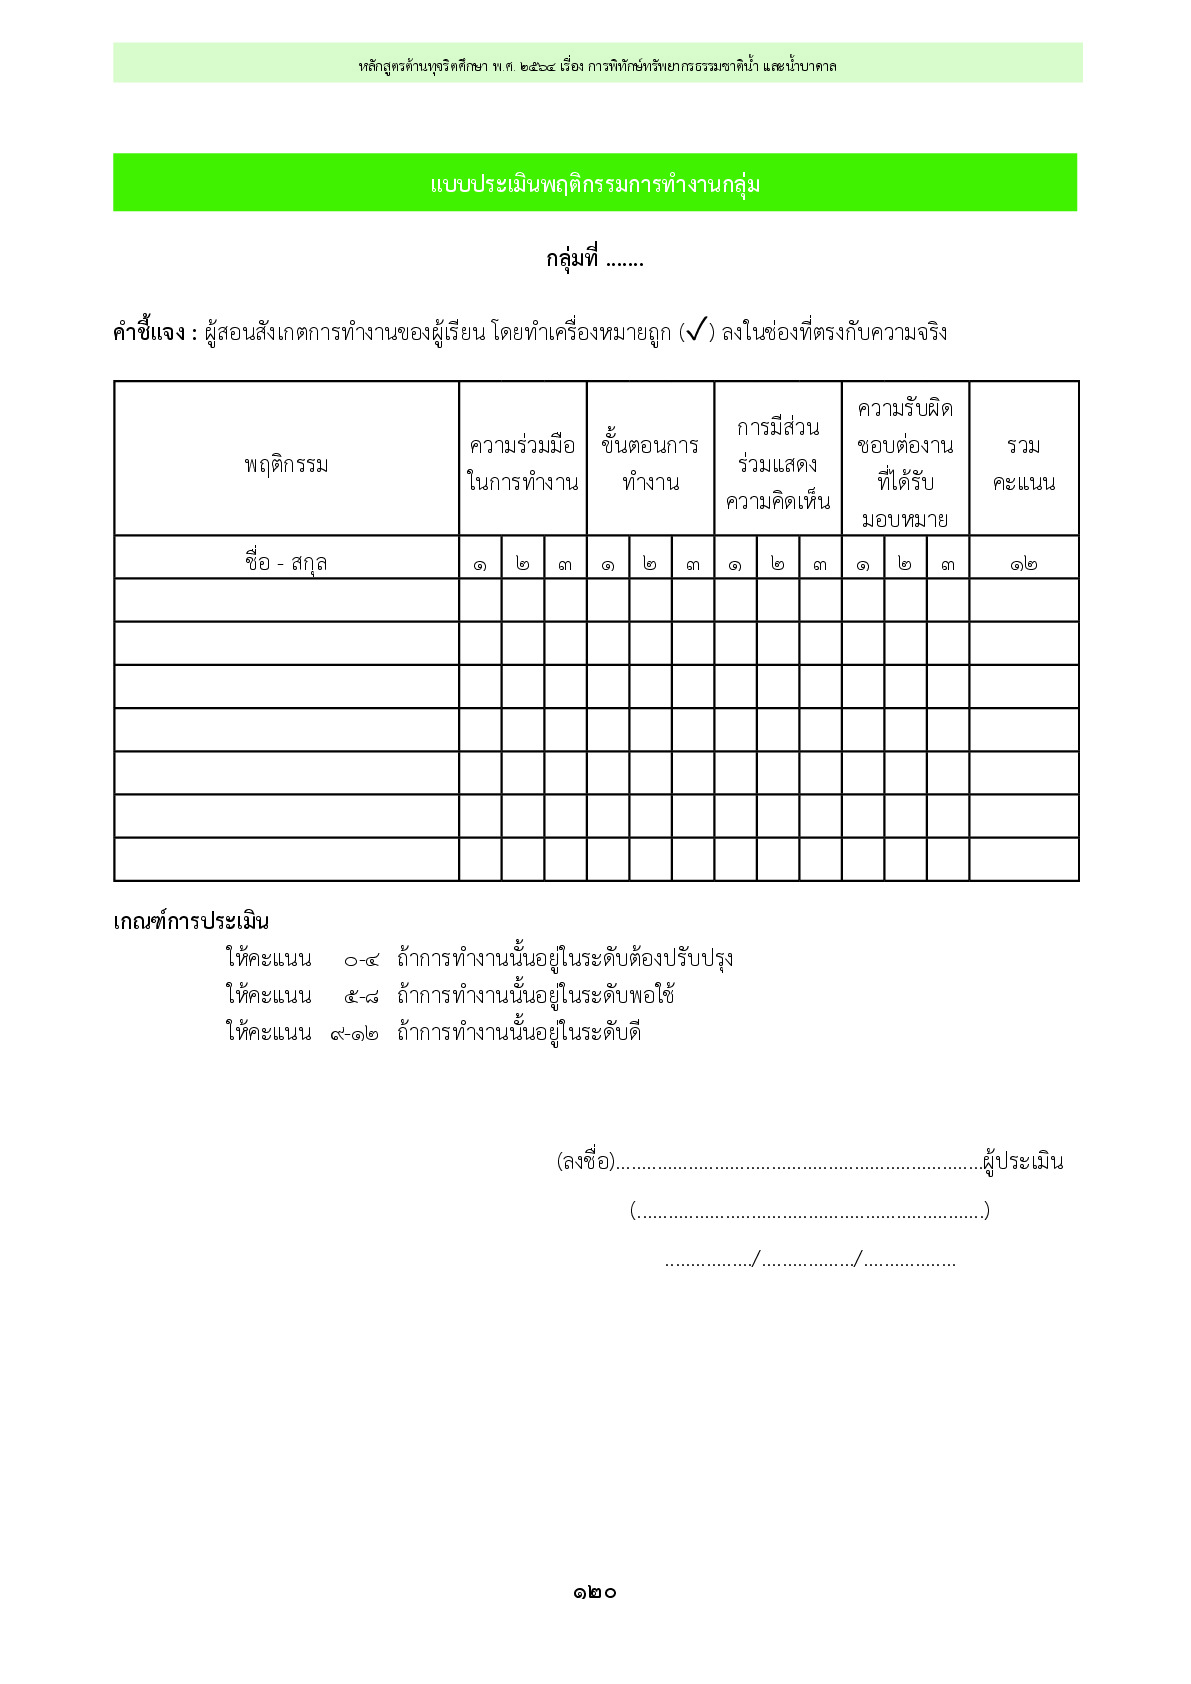 หลักสูตรต้านทุจริตศึกษา พ.ศ. ๒๕๖๔ เรื่อง การพิทักษ์ทรัพยากรธรรมชาติน้ำ และน้ำบาดาล
แบบประเมินพฤติกรรมการทำงานกลุ่ม
กลุ่มที่ .......
คำชี้แจง : ผู้สอนสังเกตการทำงานของผู้เรียน โดยทำเครื่องหมายถูก (✓) ลงในช่องที่ตรงกับความจริง
พฤติกรรม
ความร่วมมือ
ในการทำงาน
ขั้นตอนการ
ทำงาน
การมีส่วน
ร่วมแสดง
ความคิดเห็น
ความรับผิด
ชอบต่องาน
ที่ได้รับ
มอบหมาย
รวม
คะแนน
ชื่อ - สกุล ๑ ๒ ๓ ๑ ๒ ๓ ๑ ๒ ๓ ๑ ๒ ๓ ๑๒
เกณฑ์การประเมิน
ให้คะแนน ๐-๔ ถ้าการทำงานนั้นอยู่ในระดับต้องปรับปรุง
ให้คะแนน ๕-๘ ถ้าการทำงานนั้นอยู่ในระดับพอใช้
ให้คะแนน ๙-๑๒ ถ้าการทำงานนั้นอยู่ในระดับดี
(ลงชื่อ)......................................................................ผู้ประเมิน
(..................................................................)
................./................../..................
๑๒๐